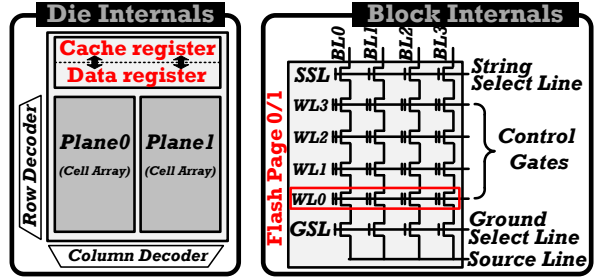 Die Internals
Cache register
Data register
Row Decoder
Plane0
(Cell Array)
Plane1
(Cell Array)
Column Decoder
Block Internals
BL0
BL1
BL2
BL3
Flash Page 0/1
SSL
WL3
WL2
WL1
WL0
GSL
String
Select Line
Control
Gates
Ground
Select Line
Source Line